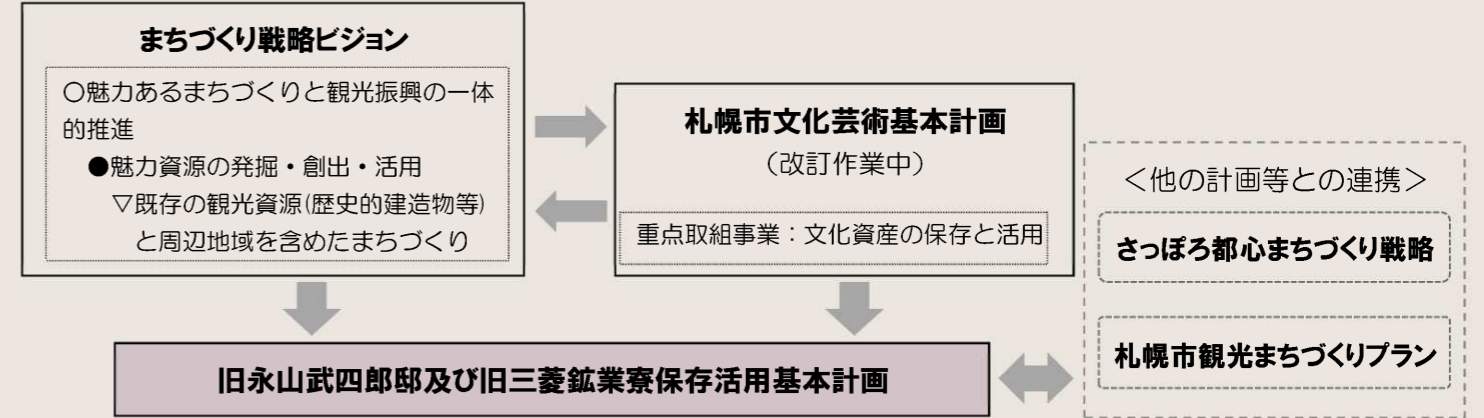 まちづくり戦略ビジョン
〇魅力あるまちづくりと観光振興の一体
的推進
●魅力資源の発掘・創出・活用
▽既存の観光資源(歴史的建造物等)
と周辺地域を含めたまちづくり
札幌市文化芸術基本計画
（改訂作業中）
重点取組事業：文化資産の保存と活用
＜他の計画等との連携＞
さっぽろ都心まちづくり戦略
札幌市観光まちづくりプラン
旧永山武四郎邸及び旧三菱鉱業寮保存活用基本計画